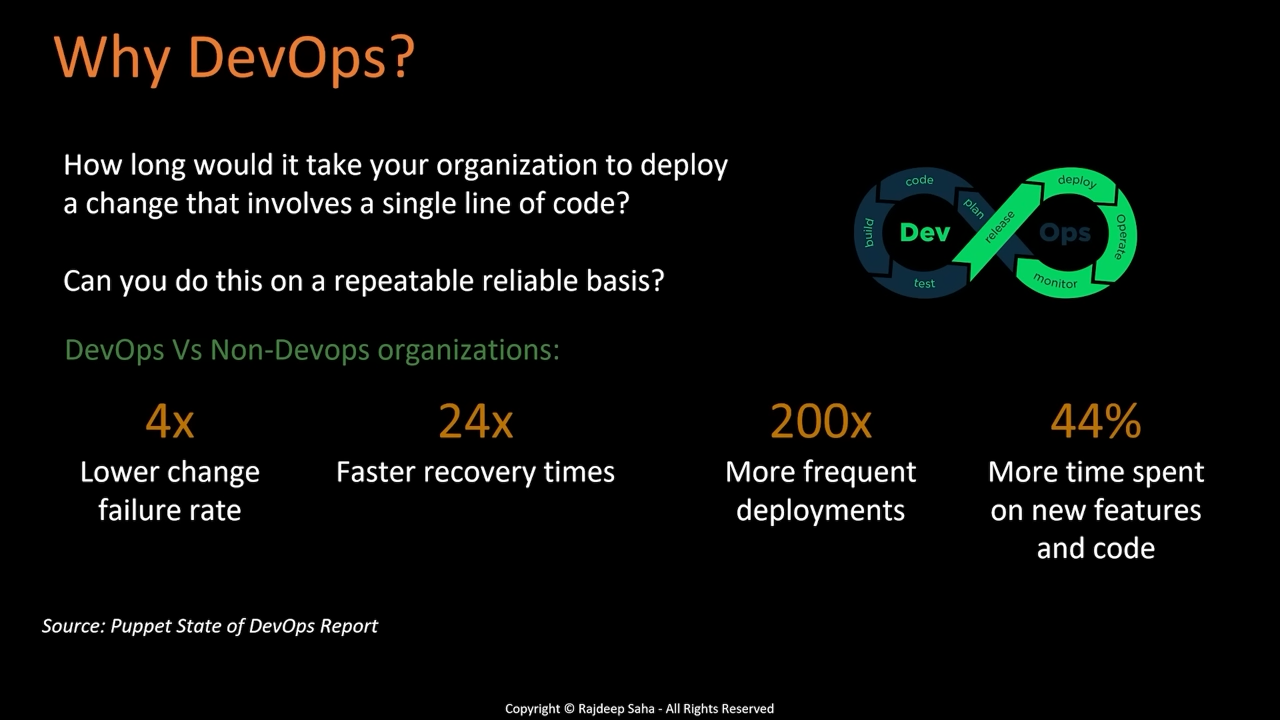 Why DevOps?
How long would it take your organization to deploy
a change that involves a single line of code?
Can you do this on a repeatable reliable basis?
code
plan
build
Dev
test
release
deploy
Ops
Operate
monitor
DevOps Vs Non-Devops organizations:
4x
Lower change
failure rate
24x
Faster recovery times
200x
More frequent
deployments
44%
More time spent
on new features
and code
Source: Puppet State of DevOps Report
Copyright © Rajdeep Saha - All Rights Reserved